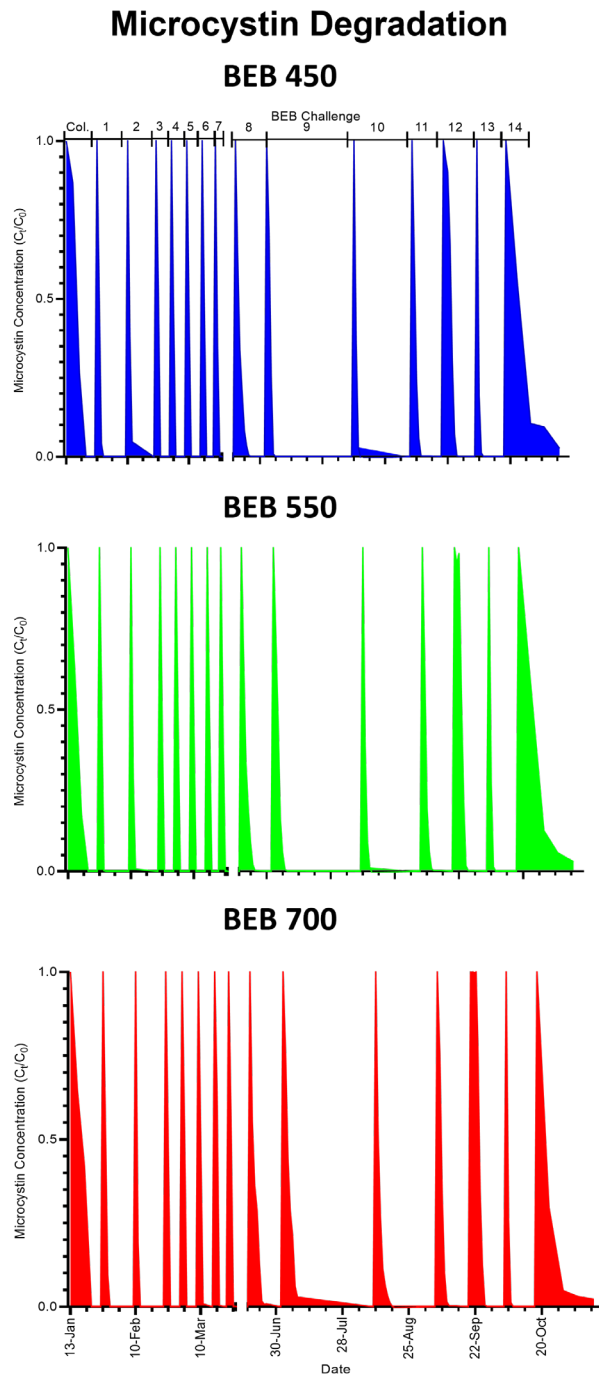 Microcystin Degradation
BEB 450
BEB Challenge
Col. 1 2 3 4 5 6 7 8 9 10 11 12 13 14
1.0
0.5
0.0
Microcystin Concentration (Ct/C0)
BEB 550
1.0
0.5
0.0
Microcystin Concentration (Ct/C0)
BEB 700
1.0
0.5
0.0
Microcystin Concentration (Ct/C0)
13-Jan 10-Feb 10-Mar 30-Jun 28-Jul 25-Aug 22-Sep 20-Oct
Date